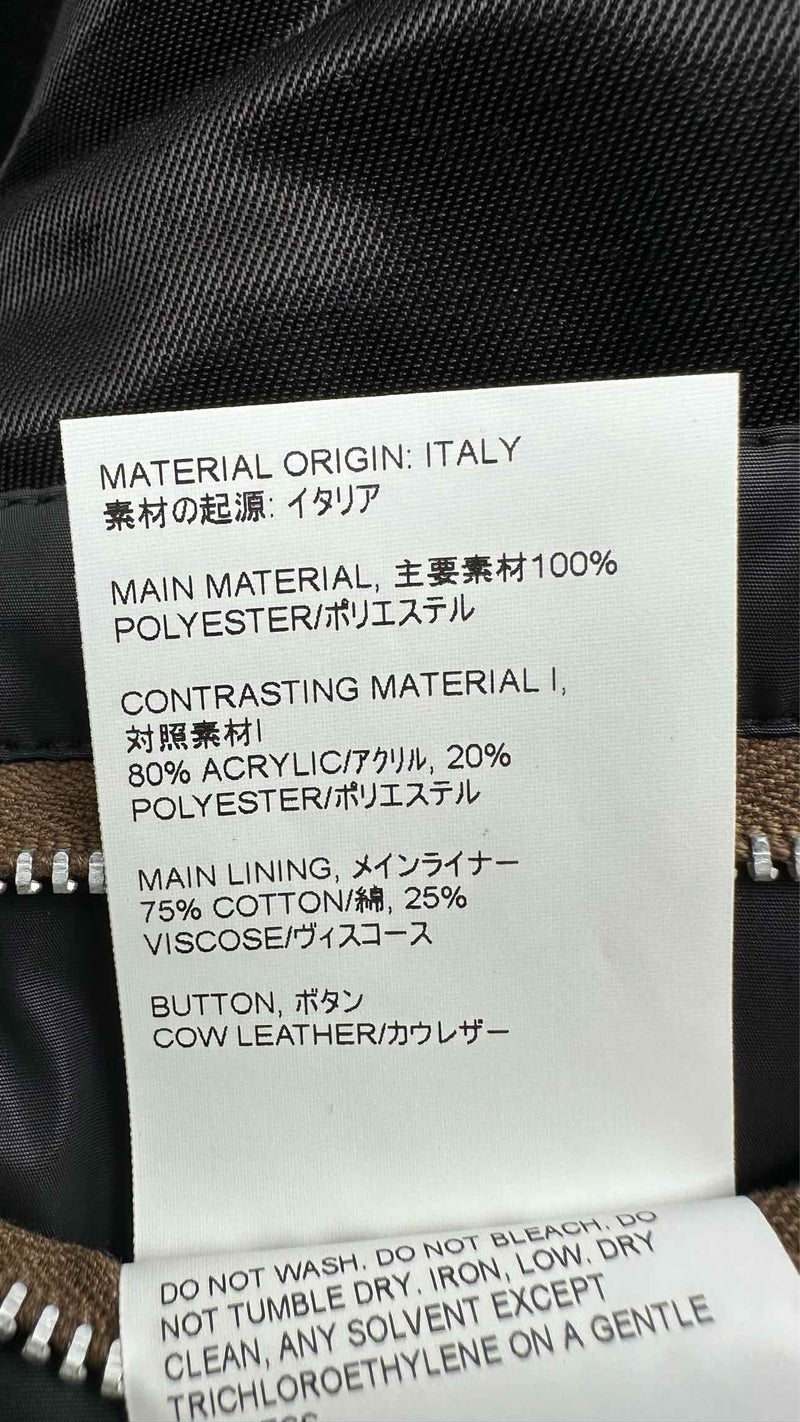 MATERIAL ORIGIN: ITALY
素材の起源: イタリア
MAIN MATERIAL, 主要素材100%
POLYESTER/ポリエステル
CONTRASTING MATERIAL I,
対照素材I
80% ACRYLIC/アクリル, 20%
POLYESTER/ポリエステル
MAIN LINING, メインライナー
75% COTTON/綿, 25%
VISCOSE/ヴィスコース
BUTTON, ボタン
COW LEATHER/カウレザー
DO NOT WASH. DO NOT BLEACH. DO
NOT TUMBLE DRY. IRON, LOW. DRY
CLEAN, ANY SOLVENT EXCEPT
TRICHLOROETHYLENE ON A GENTLE